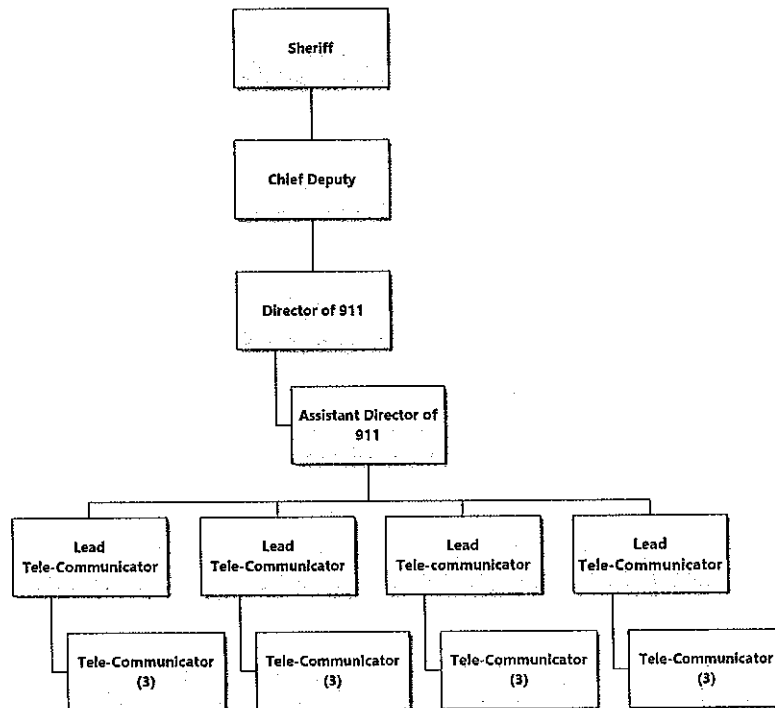 Sheriff
Chief Deputy
Director of 911
Assistant Director of
911
Lead
Tele-Communicator
Lead
Tele-Communicator
Lead
Tele-communicator
Lead
Tele-Communicator
Tele-Communicator
(3)
Tele-Communicator
(3)
Tele-Communicator
(3)
Tele-Communicator
(3)